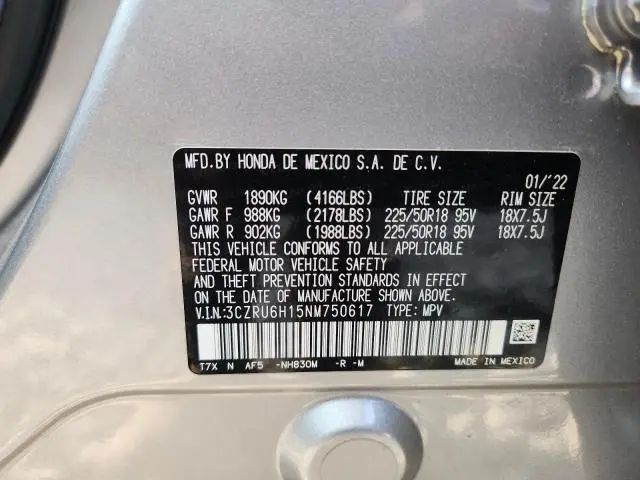 MFD. BY HONDA DE MEXICO S.A. DE C.V.
01/'22
GVWR 1890KG (4166LBS) TIRE SIZE RIM SIZE
GAWR F 988KG (2178LBS) 225/50R18 95V 18X7.5J
GAWR R 902KG (1988LBS) 225/50R18 95V 18X7.5J
THIS VEHICLE CONFORMS TO ALL APPLICABLE
FEDERAL MOTOR VEHICLE SAFETY
AND THEFT PREVENTION STANDARDS IN EFFECT
ON THE DATE OF MANUFACTURE SHOWN ABOVE.
V.I.N:3CZRU6H15NM750617 TYPE: MPV
T7X N AF5 -NH830M -R -M MADE IN MEXICO